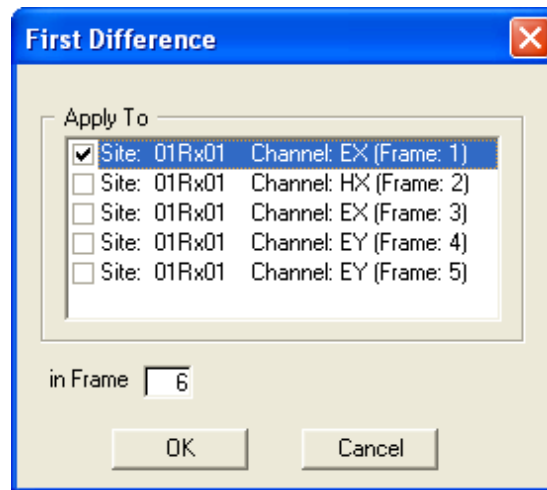 First Difference
Apply To
Site: 01Rx01 Channel: EX (Frame: 1)
Site: 01Rx01 Channel: HX (Frame: 2)
Site: 01Rx01 Channel: EX (Frame: 3)
Site: 01Rx01 Channel: EY (Frame: 4)
Site: 01Rx01 Channel: EY (Frame: 5)
in Frame 6
OK Cancel